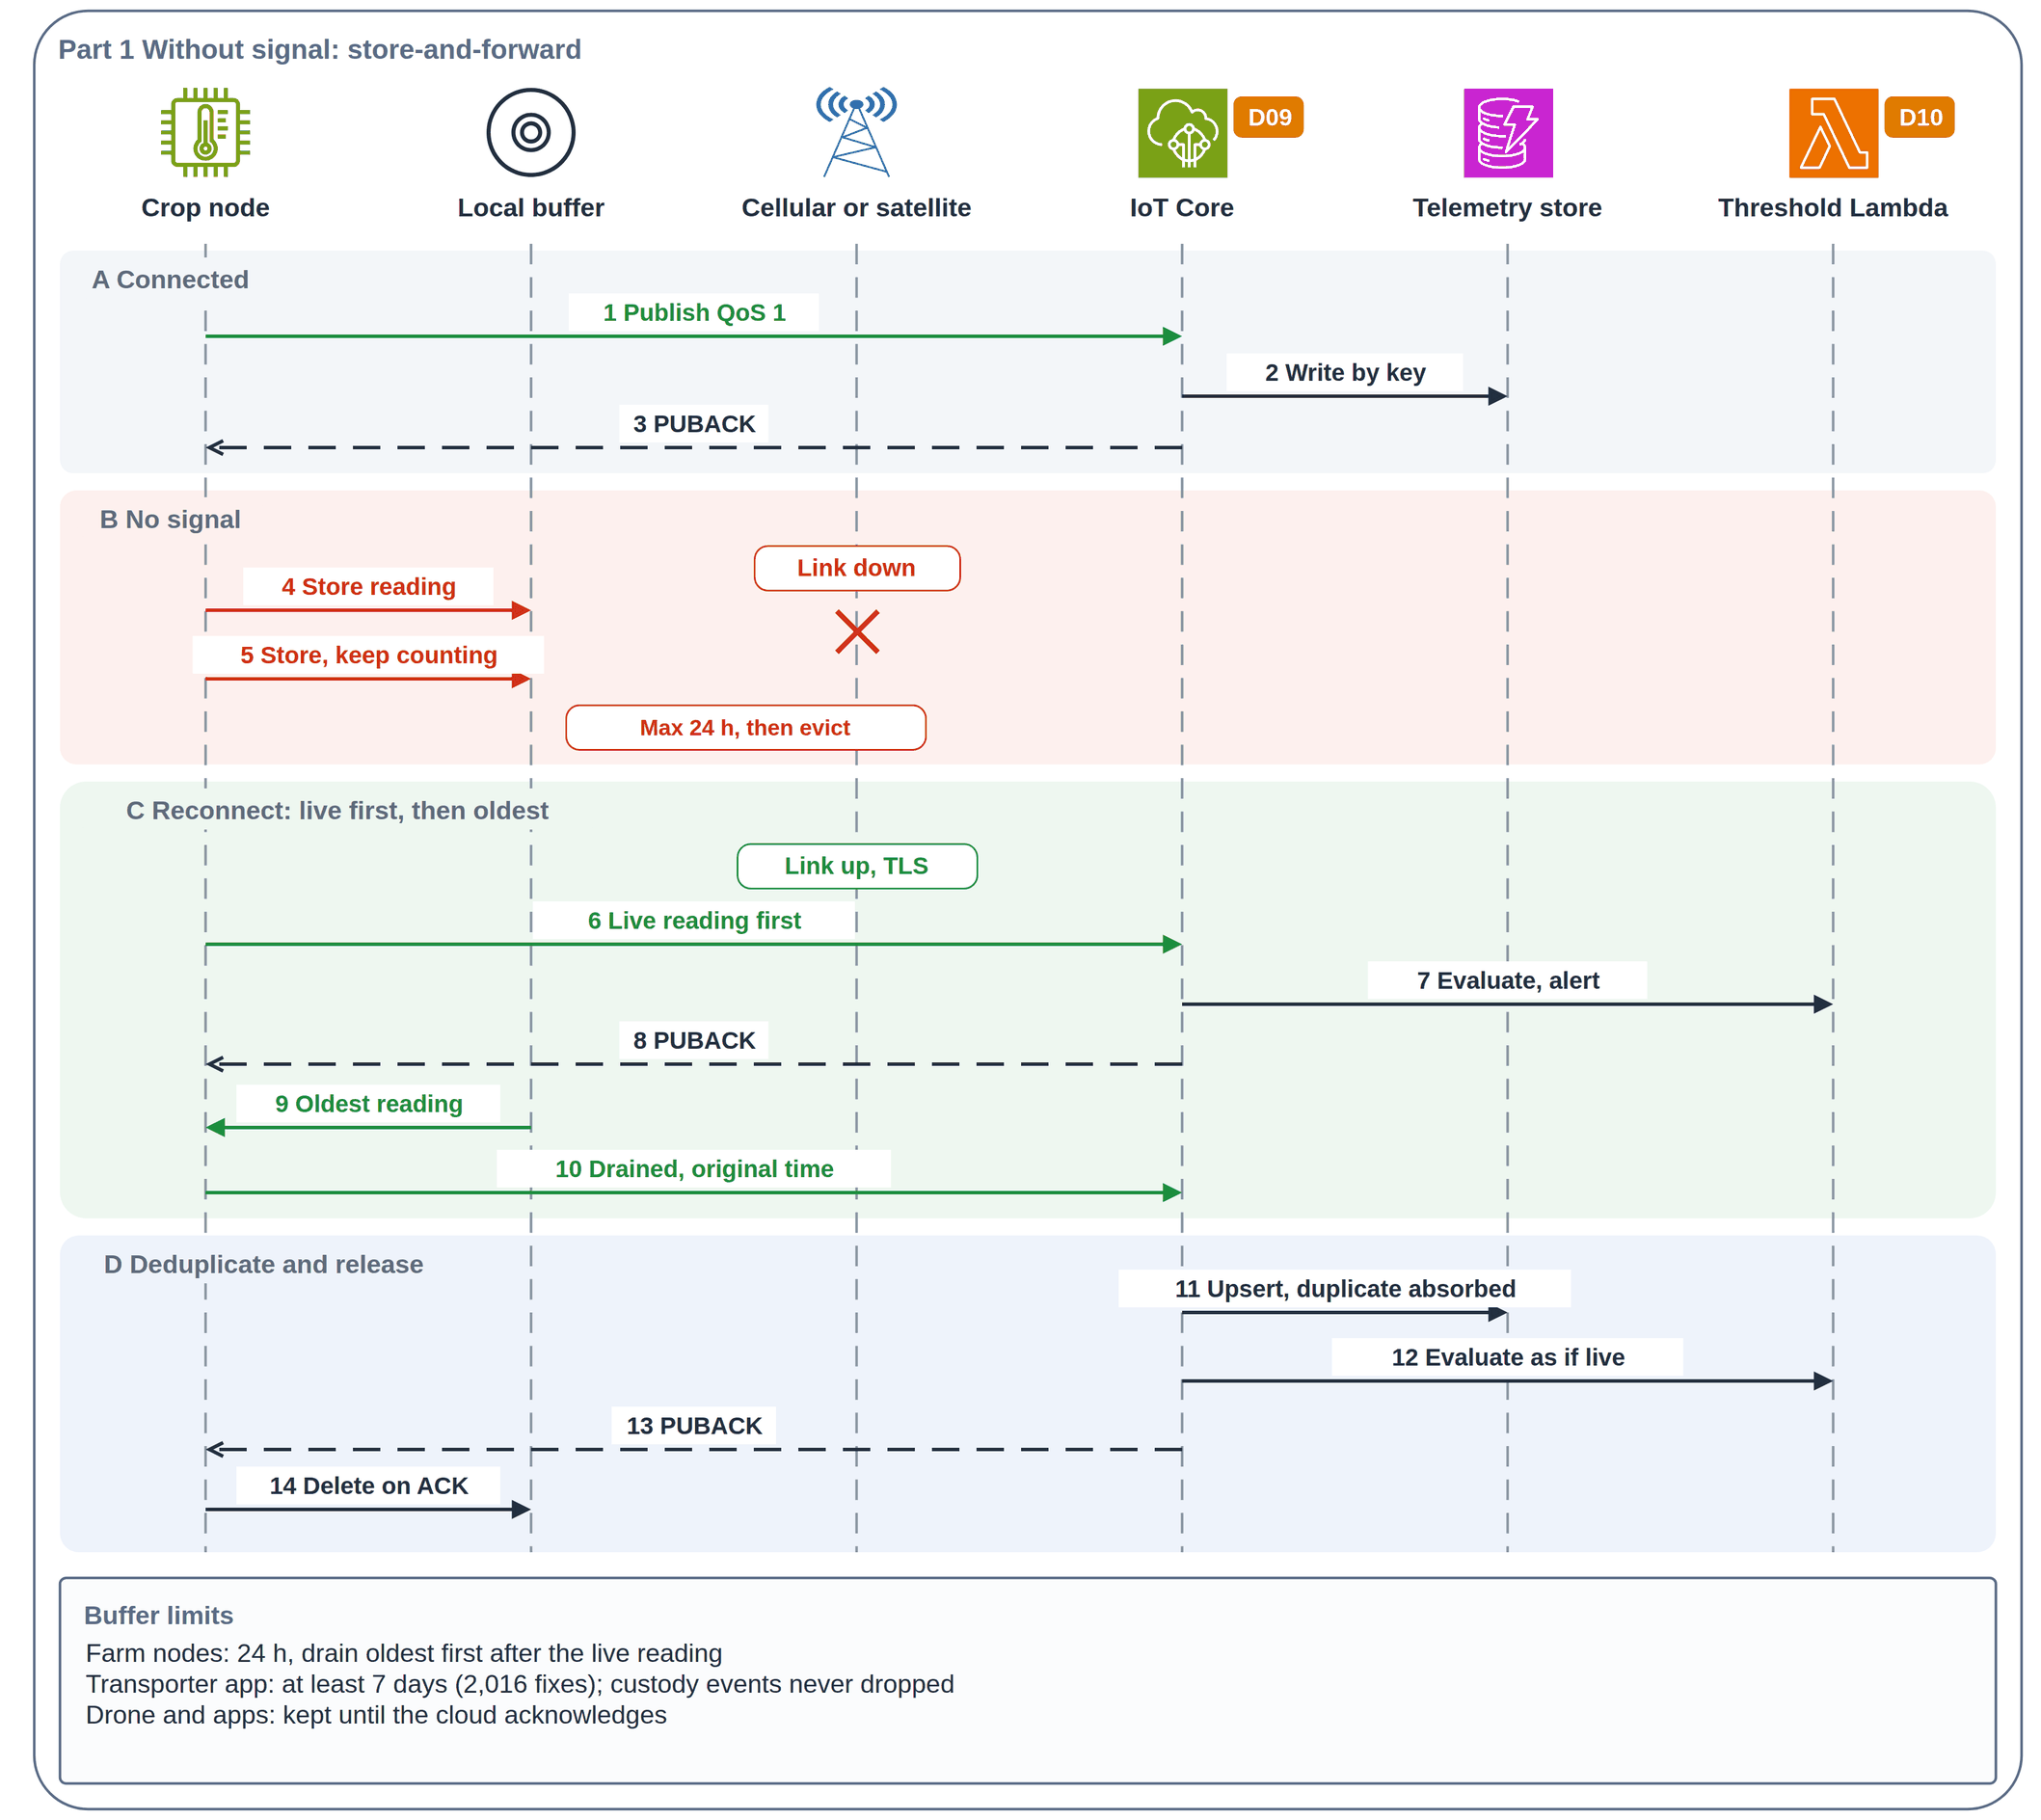 Part 1 Without signal: store-and-forward
D09
D10
Crop node
Local buffer
Cellular or satellite
IoT Core
Telemetry store
Threshold Lambda
A Connected
1 Publish QoS 1
2 Write by key
3 PUBACK
B No signal
Link down
4 Store reading
5 Store, keep counting
Max 24 h, then evict
C Reconnect: live first, then oldest
Link up, TLS
6 Live reading first
7 Evaluate, alert
8 PUBACK
9 Oldest reading
10 Drained, original time
D Deduplicate and release
11 Upsert, duplicate absorbed
12 Evaluate as if live
13 PUBACK
14 Delete on ACK
Buffer limits
Farm nodes: 24 h, drain oldest first after the live reading
Transporter app: at least 7 days (2,016 fixes); custody events never dropped
Drone and apps: kept until the cloud acknowledges